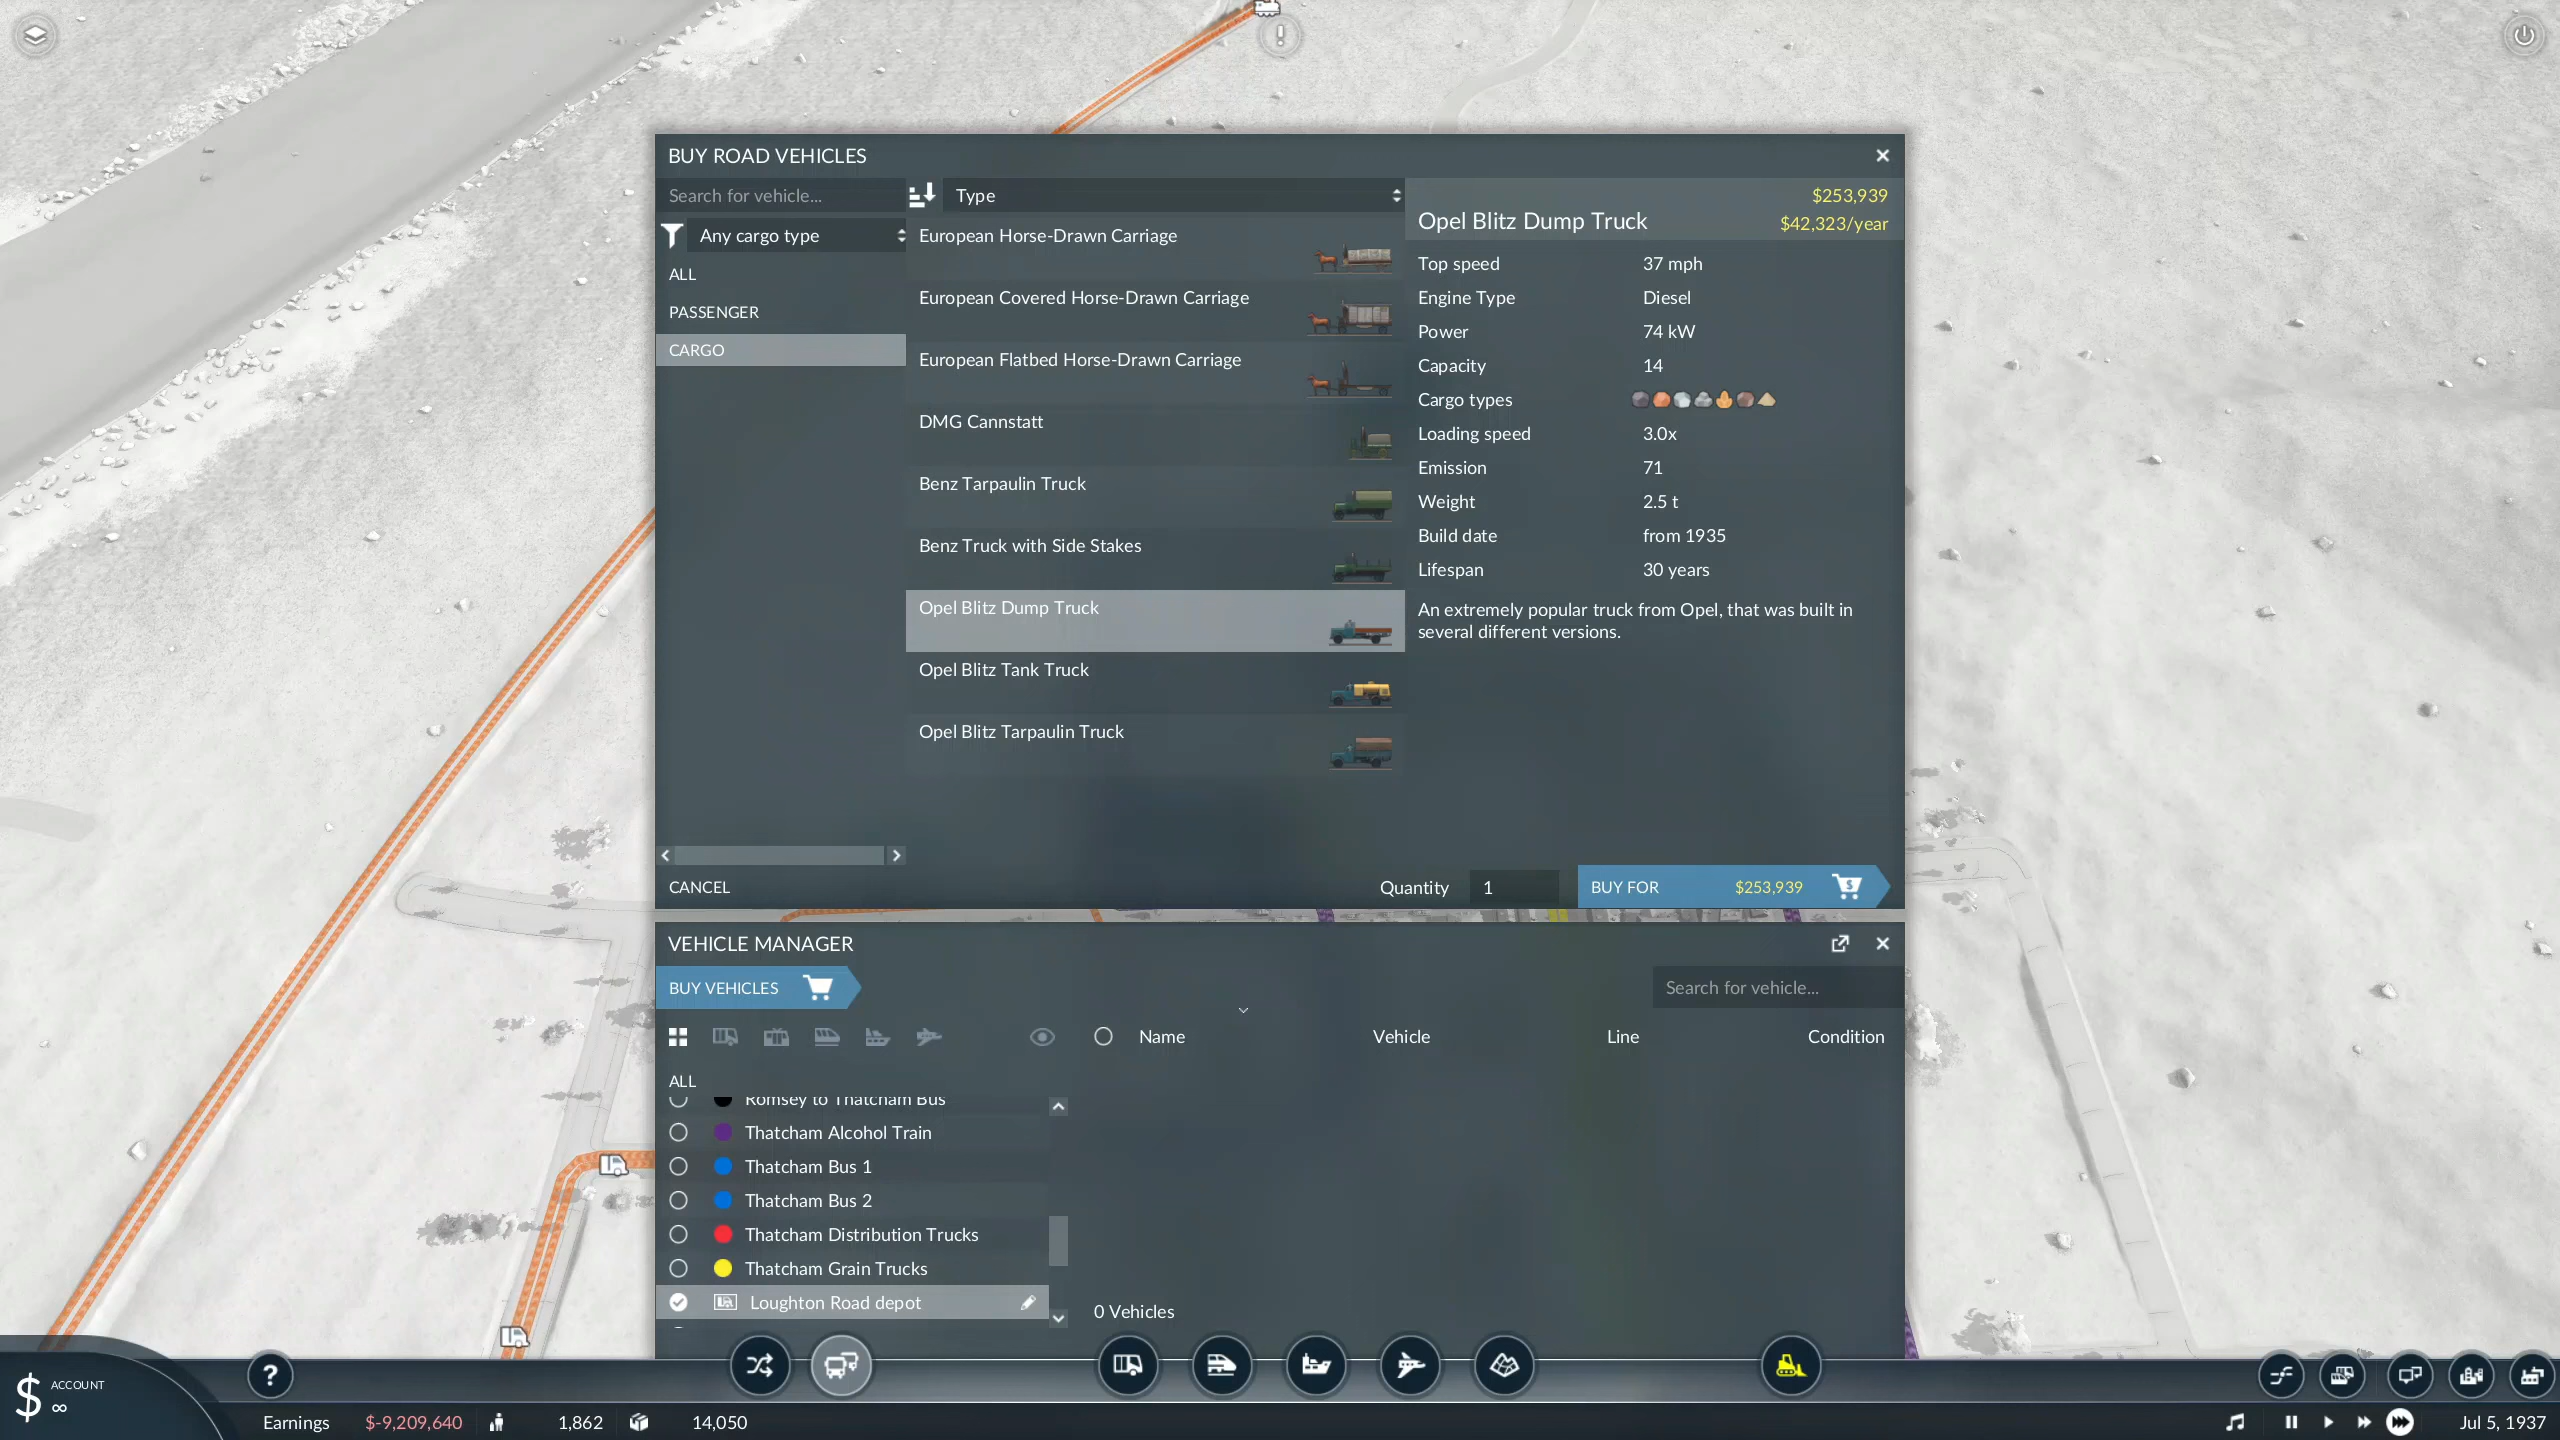 BUY ROAD VEHICLES
Search for vehicle...
Type
Any cargo type
ALL
PASSENGER
CARGO
European Horse-Drawn Carriage
European Covered Horse-Drawn Carriage
European Flatbed Horse-Drawn Carriage
DMG Cannstatt
Benz Tarpaulin Truck
Benz Truck with Side Stakes
Opel Blitz Dump Truck
Opel Blitz Tank Truck
Opel Blitz Tarpaulin Truck
$253,939
Opel Blitz Dump Truck $42,323/year
Top speed 37 mph
Engine Type Diesel
Power 74 kW
Capacity 14
Cargo types
Loading speed 3.0x
Emission 71
Weight 2.5 t
Build date from 1935
Lifespan 30 years
An extremely popular truck from Opel, that was built in
several different versions.
CANCEL Quantity 1 BUY FOR $253,939
VEHICLE MANAGER
BUY VEHICLES Search for vehicle...
Name Vehicle Line Condition
ALL
Romsey to Thatcham Bus
Thatcham Alcohol Train
Thatcham Bus 1
Thatcham Bus 2
Thatcham Distribution Trucks
Thatcham Grain Trucks
Loughton Road depot
0 Vehicles
$ ACCOUNT
∞
?
Earnings $-9,209,640 1,862 14,050 Jul 5, 1937